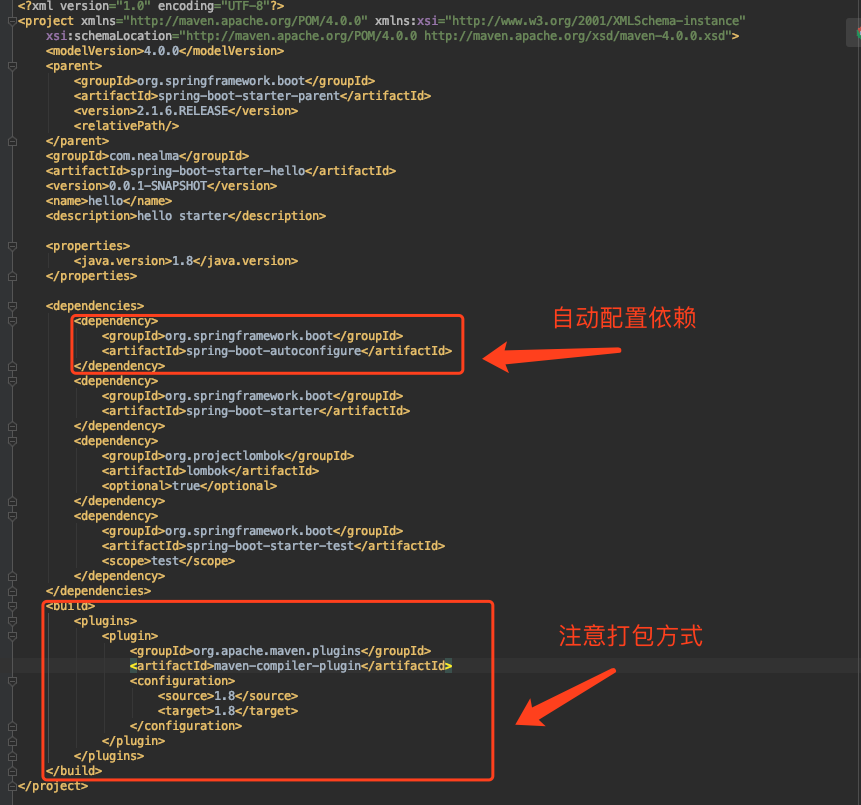 <?xml version="1.0" encoding="UTF-8"?>
<project xmlns="http://maven.apache.org/POM/4.0.0" xmlns:xsi="http://www.w3.org/2001/XMLSchema-instance"
xsi:schemaLocation="http://maven.apache.org/POM/4.0.0 http://maven.apache.org/xsd/maven-4.0.0.xsd">
<modelVersion>4.0.0</modelVersion>
<parent>
<groupId>org.springframework.boot</groupId>
<artifactId>spring-boot-starter-parent</artifactId>
<version>2.1.6.RELEASE</version>
<relativePath/>
</parent>
<groupId>com.nealma</groupId>
<artifactId>spring-boot-starter-hello</artifactId>
<version>0.0.1-SNAPSHOT</version>
<name>hello</name>
<description>hello starter</description>
<properties>
<java.version>1.8</java.version>
</properties>
<dependencies>
<dependency>
自动配置依赖
<groupId>org.springframework.boot</groupId>
<artifactId>spring-boot-autoconfigure</artifactId>
</dependency>
<dependency>
<groupId>org.springframework.boot</groupId>
<artifactId>spring-boot-starter</artifactId>
</dependency>
<dependency>
<groupId>org.projectlombok</groupId>
<artifactId>lombok</artifactId>
<optional>true</optional>
</dependency>
<dependency>
<groupId>org.springframework.boot</groupId>
<artifactId>spring-boot-starter-test</artifactId>
<scope>test</scope>
</dependency>
</dependencies>
<build>
<plugins>
<plugin>
注意打包方式
<groupId>org.apache.maven.plugins</groupId>
<artifactId>maven-compiler-plugin</artifactId>
<configuration>
<source>1.8</source>
<target>1.8</target>
</configuration>
</plugin>
</plugins>
</build>
</project>